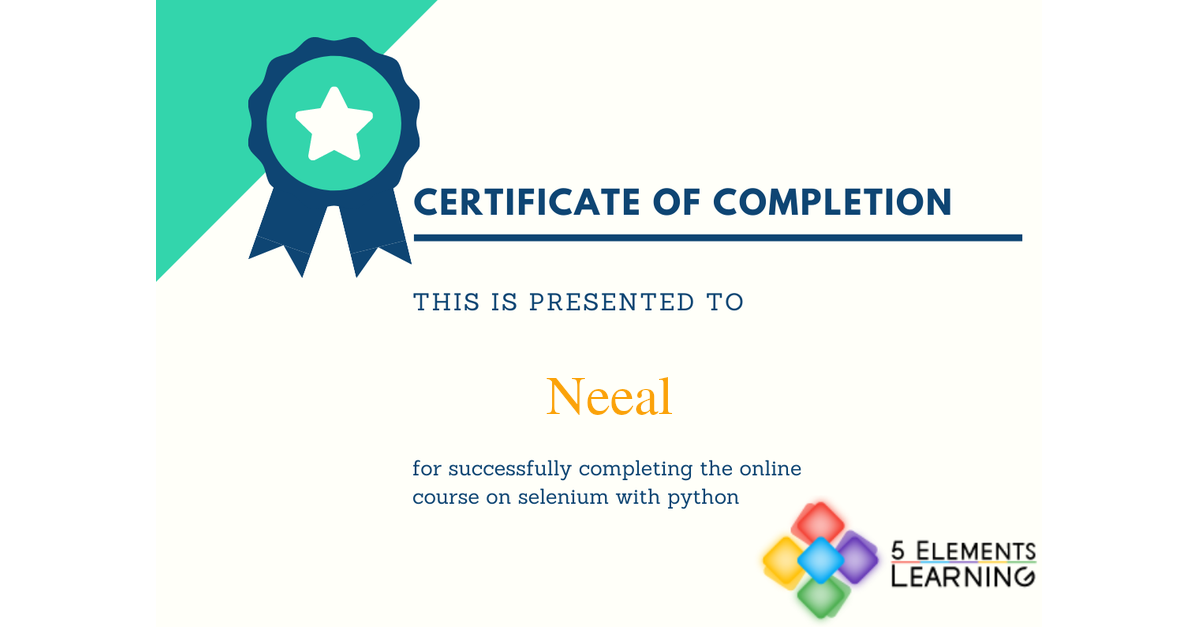 CERTIFICATE OF COMPLETION
THIS IS PRESENTED TO
Neeal
for successfully completing the online
course on selenium with python
5 ELEMENTS
LEARNING